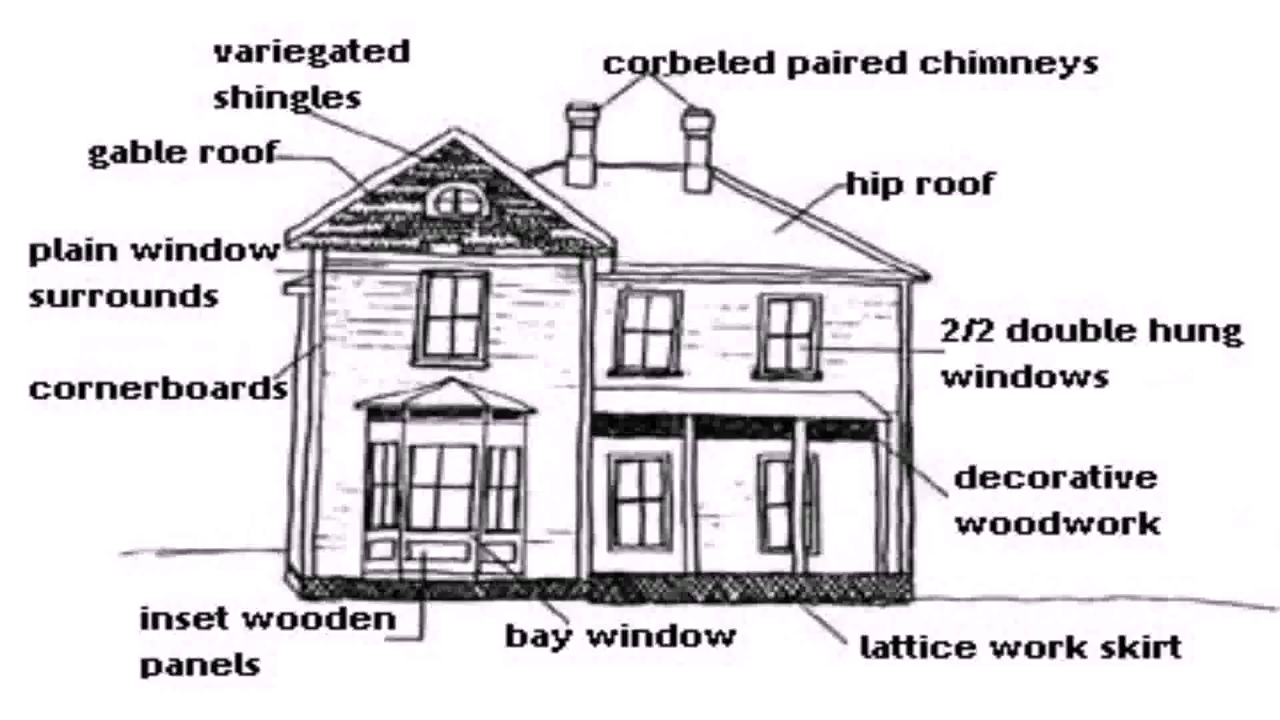 variegated
shingles
corbeled paired chimneys
gable roof
hip roof
plain window
surrounds
2/2 double hung
windows
cornerboards
decorative
woodwork
inset wooden
panels
bay window
lattice work skirt